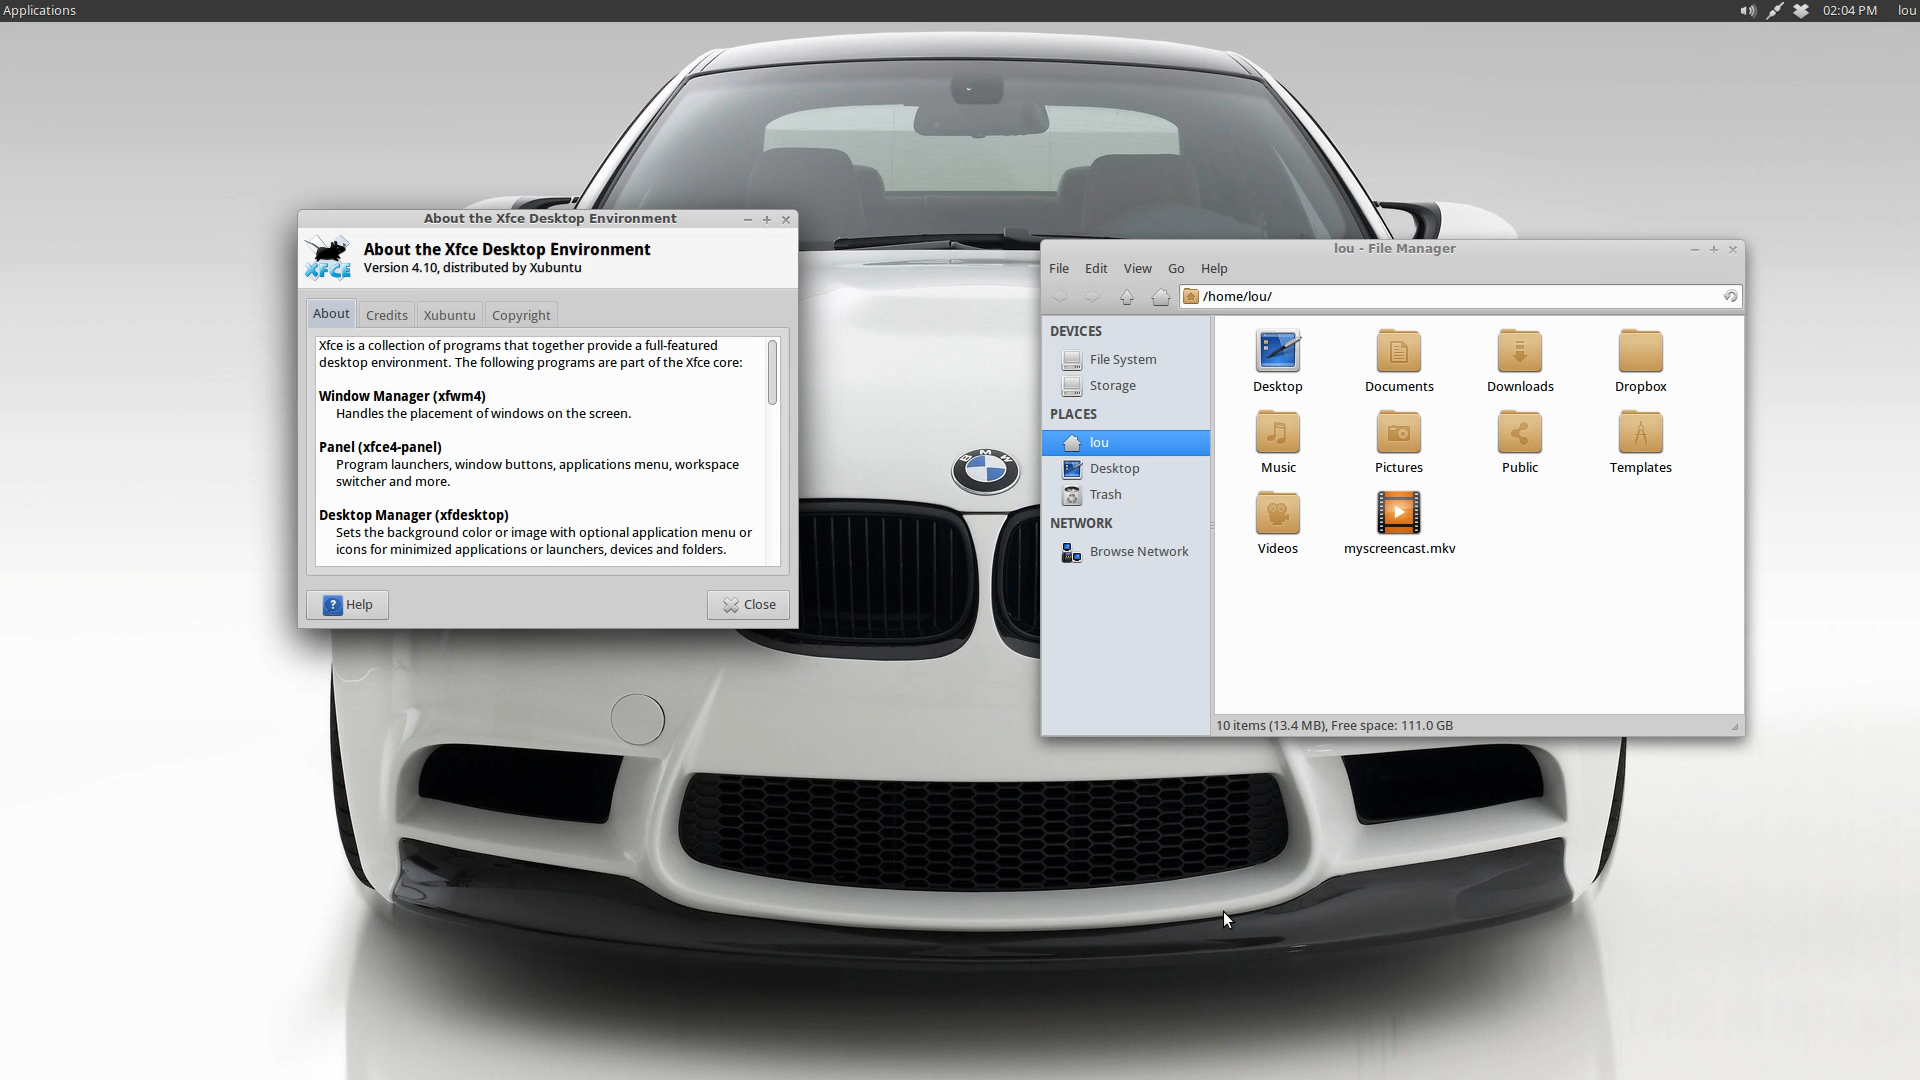 Applications
02:04 PM
lou
About the Xfce Desktop Environment
About the Xfce Desktop Environment
Version 4.10, distributed by Xubuntu
XFCE
About
Credits
Xubuntu
Copyright
Xfce is a collection of programs that together provide a full-featured
desktop environment. The following programs are part of the Xfce core:
Window Manager (xfwm4)
Handles the placement of windows on the screen.
Panel (xfce4-panel)
Program launchers, window buttons, applications menu, workspace
switcher and more.
Desktop Manager (xfdesktop)
Sets the background color or image with optional application menu or
icons for minimized applications or launchers, devices and folders.
Help
Close
BMW
lou - File Manager
File
Edit
View
Go
Help
/home/lou/
DEVICES
File System
Storage
PLACES
lou
Desktop
Trash
NETWORK
Browse Network
Desktop
Documents
Downloads
Dropbox
Music
Pictures
Public
Templates
Videos
myscreencast.mkv
10 items (13.4 MB), Free space: 111.0 GB